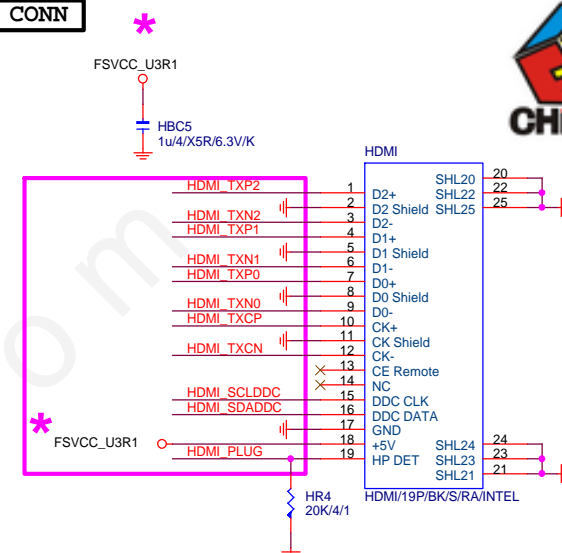 CONN
*
FSVCC_U3R1
HBC5
1u/4/X5R/6.3V/K
HDMI
HDMI_TXP2 1 D2+ SHL20 20
2 D2 Shield SHL22 22
HDMI_TXN2 3 D2- SHL25 25
HDMI_TXP1 4 D1+
5 D1 Shield
HDMI_TXN1 6 D1-
HDMI_TXP0 7 D0+
8 D0 Shield
HDMI_TXN0 9 D0-
HDMI_TXCP 10 CK+
11 CK Shield
HDMI_TXCN 12 CK-
13 CE Remote
14 NC
HDMI_SCLDDC 15 DDC CLK
HDMI_SDADDC 16 DDC DATA
17 GND
* FSVCC_U3R1 18 +5V SHL24 24
HDMI_PLUG 19 HP DET SHL23 23
SHL21 21
HR4
20K/4/1
HDMI/19P/BK/S/RA/INTEL
o m